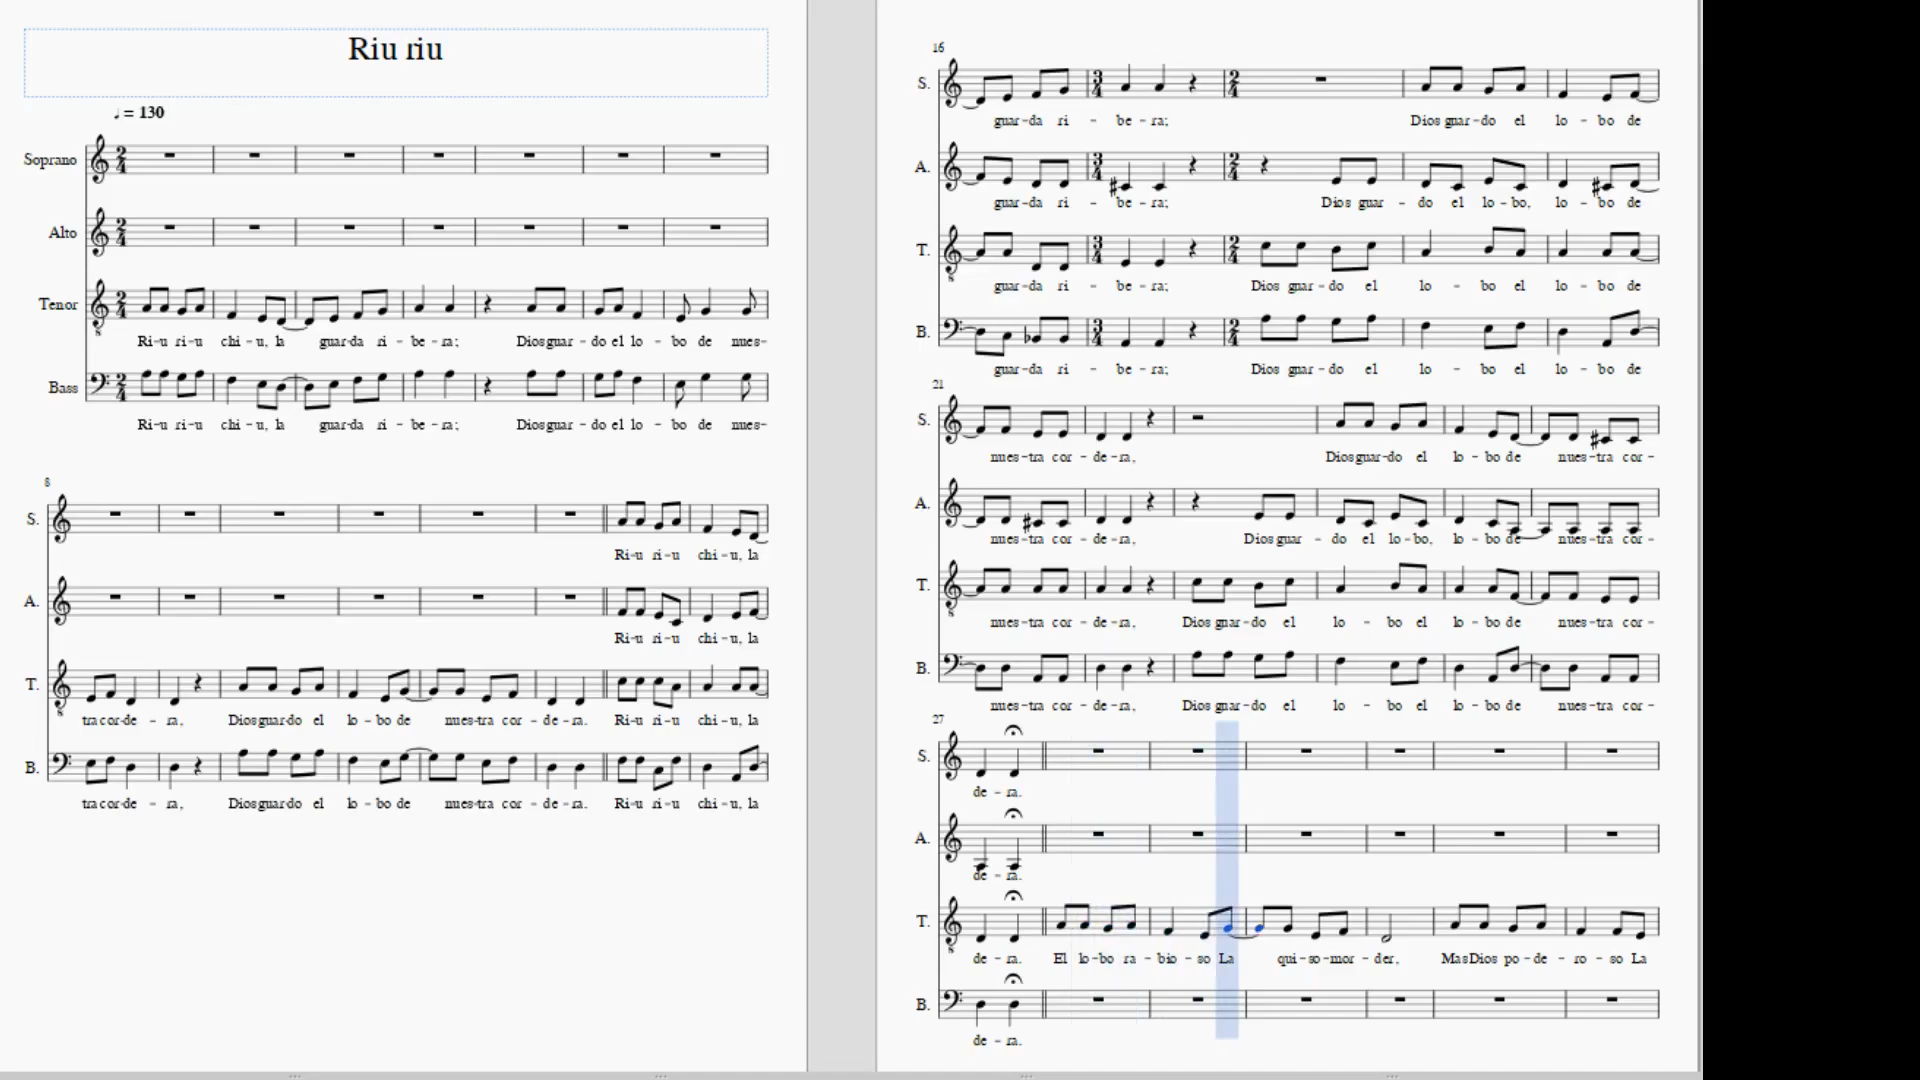 Riu riu
♩ = 130
Soprano
Alto
Tenor
Ri-u ri-u chi-u, la guar-da ri-be-ra; Dios guar-do el lo-bo de nues-
Bass
Ri-u ri-u chi-u, la guar-da ri-be-ra; Dios guar-do el lo-bo de nues-
8
S.
Ri-u ri-u chi-u, la
A.
Ri-u ri-u chi-u, la
T.
tra cor-de-ra, Dios guar-do el lo-bo de nues-tra cor-de-ra. Ri-u ri-u chi-u, la
B.
tra cor-de-ra, Dios guar-do el lo-bo de nues-tra cor-de-ra. Ri-u ri-u chi-u, la
16
S.
guar-da ri-be-ra; Dios guar-do el lo-bo de
A.
guar-da ri-be-ra; Dios guar-do el lo-bo, lo-bo de
T.
guar-da ri-be-ra; Dios guar-do el lo-bo el lo-bo de
B.
guar-da ri-be-ra; Dios guar-do el lo-bo el lo-bo de
21
S.
nues-tra cor-de-ra, Dios guar-do el lo-bo de nues-tra cor-
A.
nues-tra cor-de-ra, Dios guar-do el lo-bo, lo-bo de nues-tra cor-
T.
nues-tra cor-de-ra, Dios guar-do el lo-bo el lo-bo de nues-tra cor-
B.
nues-tra cor-de-ra, Dios guar-do el lo-bo el lo-bo de nues-tra cor-
27
S.
de-ra.
A.
de-ra.
T.
de-ra. El lo-bo ra-bio-so La qui-so-mor-der, Mas Dios po-de-ro-so La
B.
de-ra.